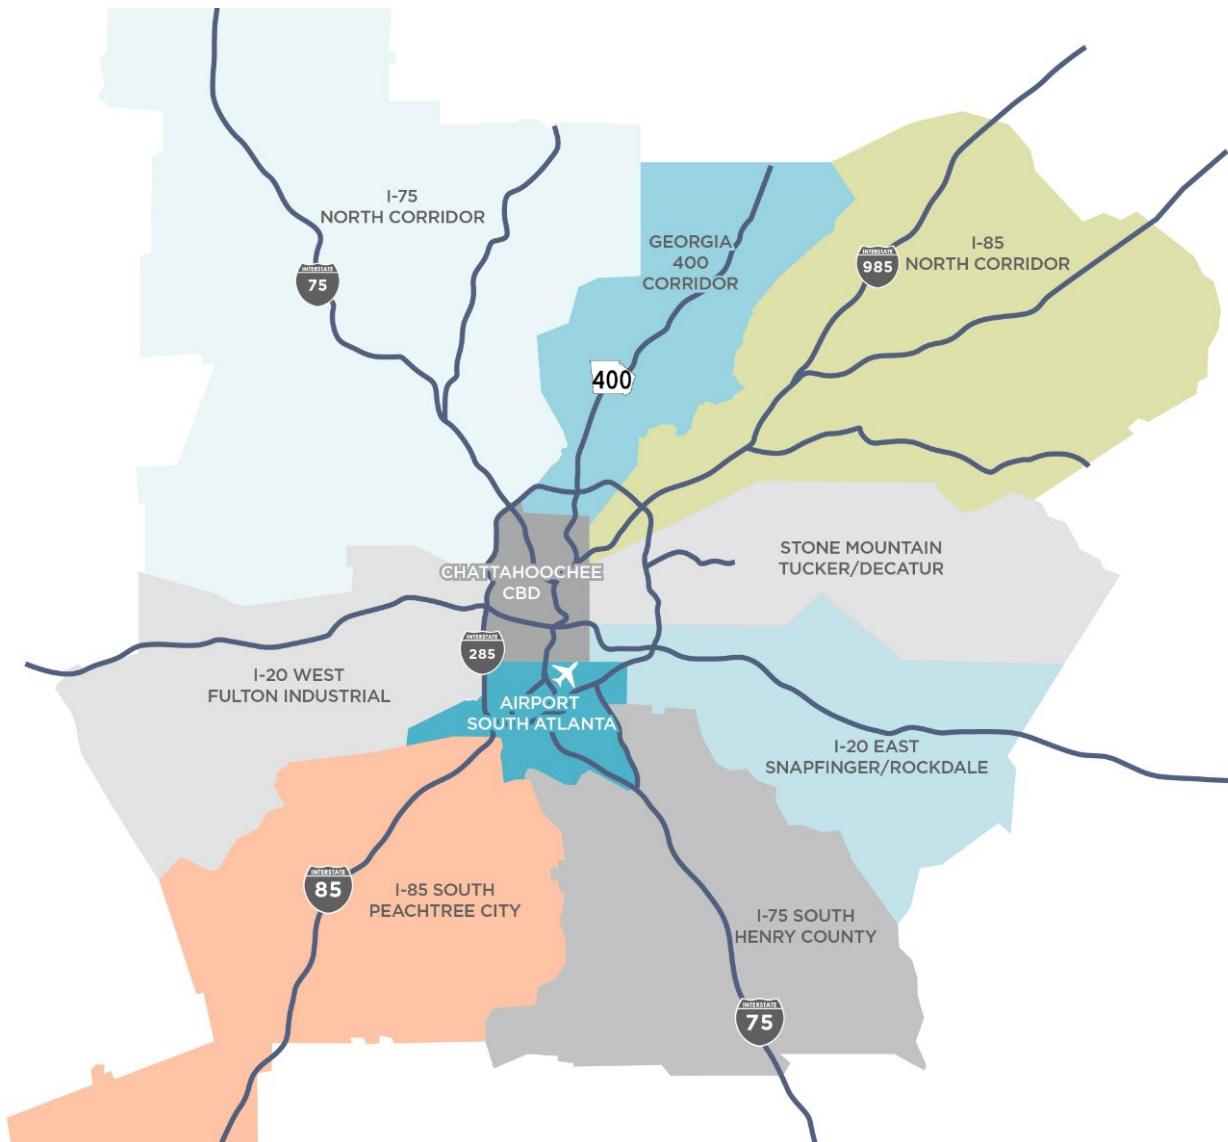 I-75
NORTH CORRIDOR
GEORGIA
400
CORRIDOR
I-85
NORTH CORRIDOR
INTERSTATE
985
INTERSTATE
75
400
STONE MOUNTAIN
TUCKER/DECATUR
CHATTAHOOCHEE
CBD
INTERSTATE
285
I-20 WEST
FULTON INDUSTRIAL
AIRPORT
SOUTH ATLANTA
I-20 EAST
SNAPFINGER/ROCKDALE
INTERSTATE
85
I-85 SOUTH
PEACHTREE CITY
I-75 SOUTH
HENRY COUNTY
INTERSTATE
75